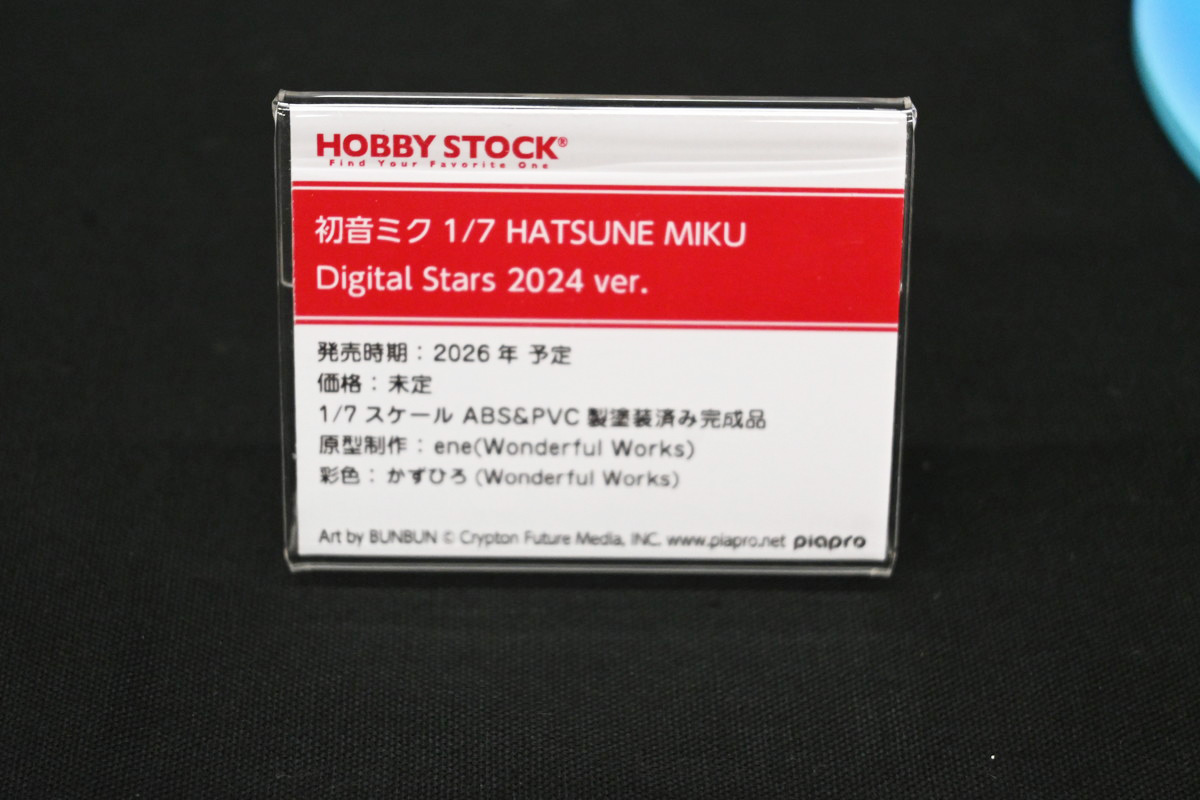 HOBBY STOCK®
Find Your Favorite One
初音ミク 1/7 HATSUNE MIKU
Digital Stars 2024 ver.
発売時期：2026 年 予定
価格：未定
1/7 スケール ABS&PVC 製塗装済み完成品
原型制作：ene(Wonderful Works)
彩色：かずひろ (Wonderful Works)
Art by BUNBUN © Crypton Future Media, INC. www.piapro.net piapro